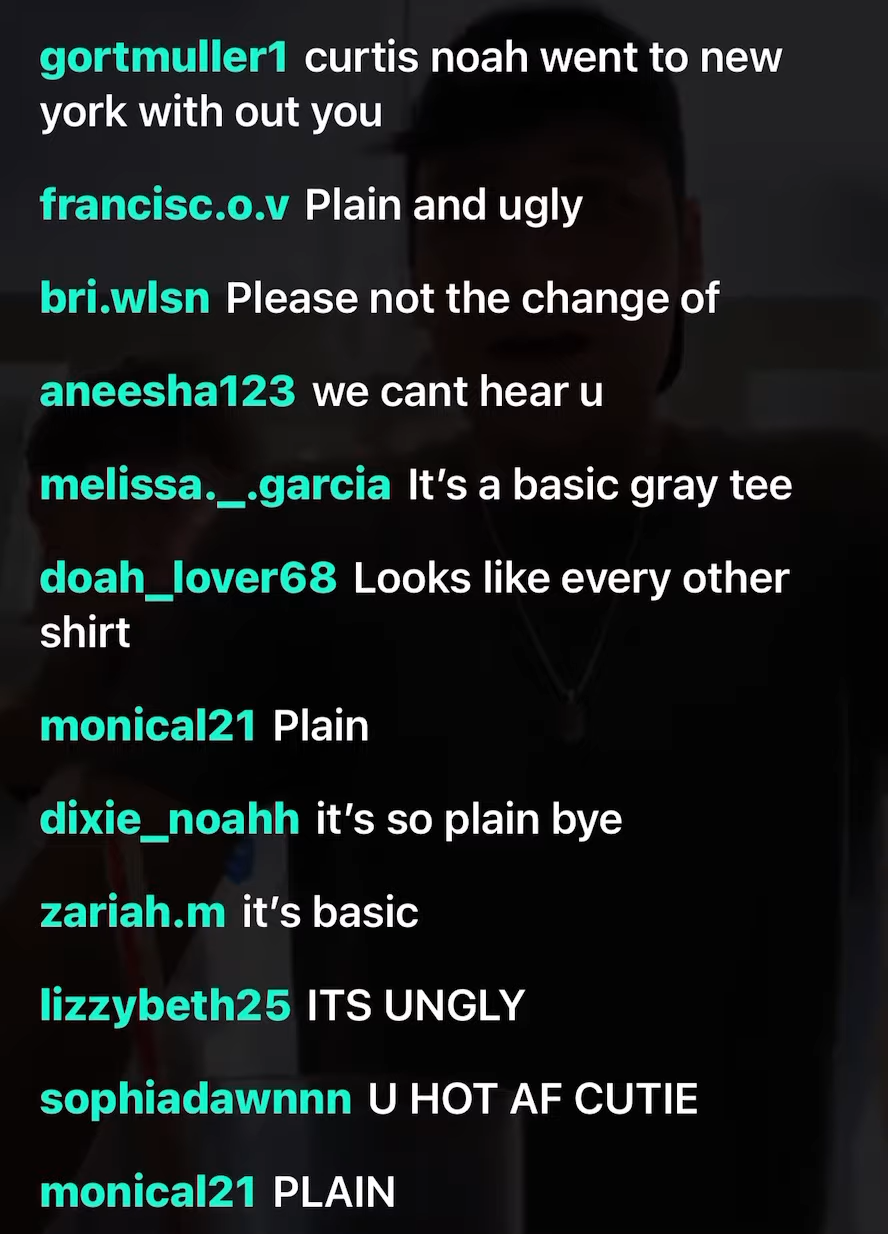 gortmuller1 curtis noah went to new
york with out you
francisc.o.v Plain and ugly
bri.wlsn Please not the change of
aneesha123 we cant hear u
melissa._.garcia It’s a basic gray tee
doah_lover68 Looks like every other
shirt
monical21 Plain
dixie_noahh it’s so plain bye
zariah.m it’s basic
lizzybeth25 ITS UNGLY
sophiadawnnn U HOT AF CUTIE
monical21 PLAIN